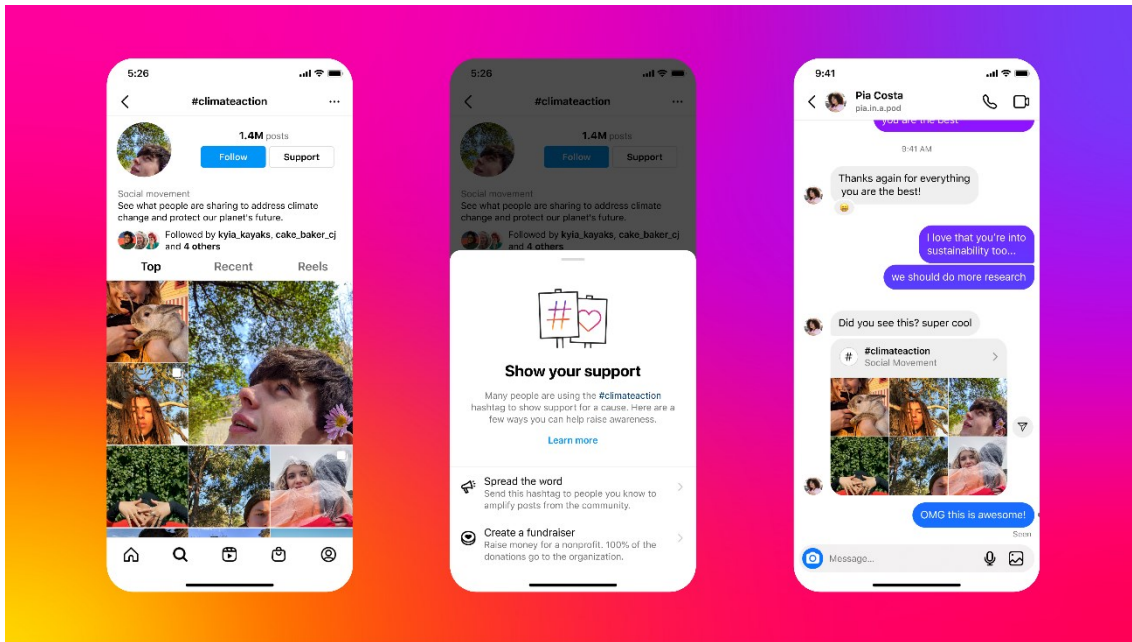 5:26
#climateaction
1.4M posts
Follow
Support
Social movement
See what people are sharing to address climate
change and protect our planet's future.
Followed by kyia_kayaks, cake_baker_cj
and 4 others
Top
Recent
Reels
5:26
#climateaction
1.4M posts
Follow
Support
Social movement
See what people are sharing to address climate
change and protect our planet's future.
Followed by kyia_kayaks, cake_baker_cj
and 4 others
Show your support
Many people are using the #climateaction
hashtag to show support for a cause. Here are a
few ways you can help raise awareness.
Learn more
Spread the word
Send this hashtag to people you know to
amplify posts from the community.
Create a fundraiser
Raise money for a nonprofit. 100% of the
donations go to the organization.
9:41
Pia Costa
pia.in.a.pod
you are the best
9:41 AM
Thanks again for everything
you are the best!
I love that you're into
sustainability too...
we should do more research
Did you see this? super cool
#climateaction
Social Movement
OMG this is awesome!
Seen
Message...